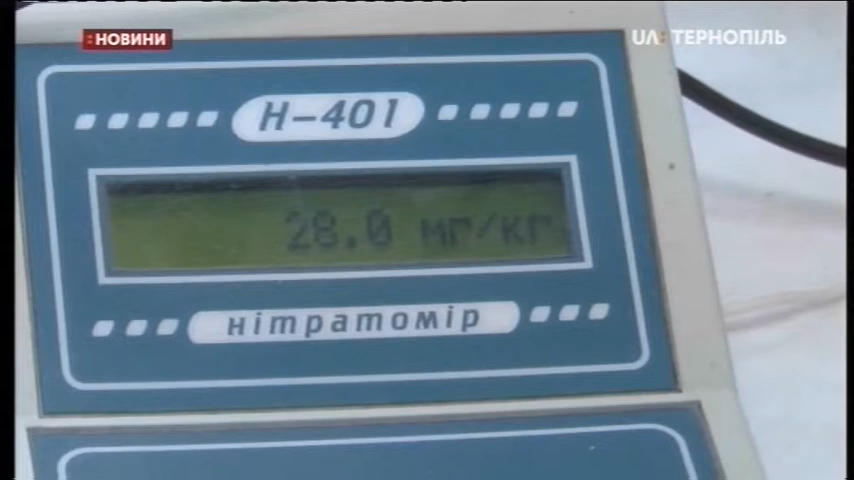 :НОВИНИ
UA: ТЕРНОПІЛЬ
Н-401
28.0 мг/кг
нітратомір